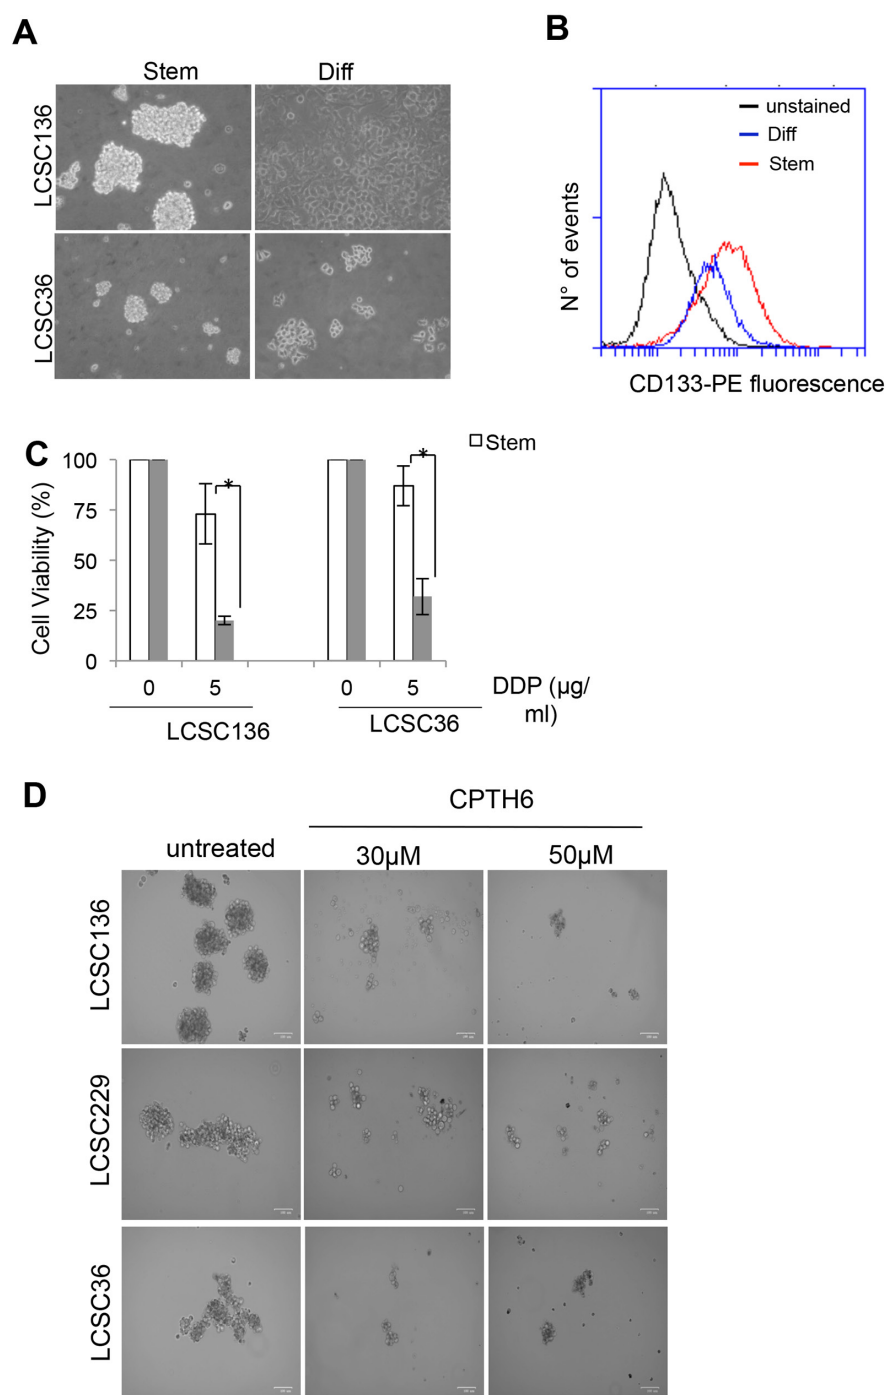 A
Stem
Diff
LCSC136
LCSC36
B
unstained
Diff
Stem
N° of events
CD133-PE fluorescence
C
Stem
Cell Viability (%)
100
75
50
25
0
*
*
0
5
0
5
DDP (µg/
ml)
LCSC136
LCSC36
D
CPTH6
untreated
30µM
50µM
LCSC136
LCSC229
LCSC36